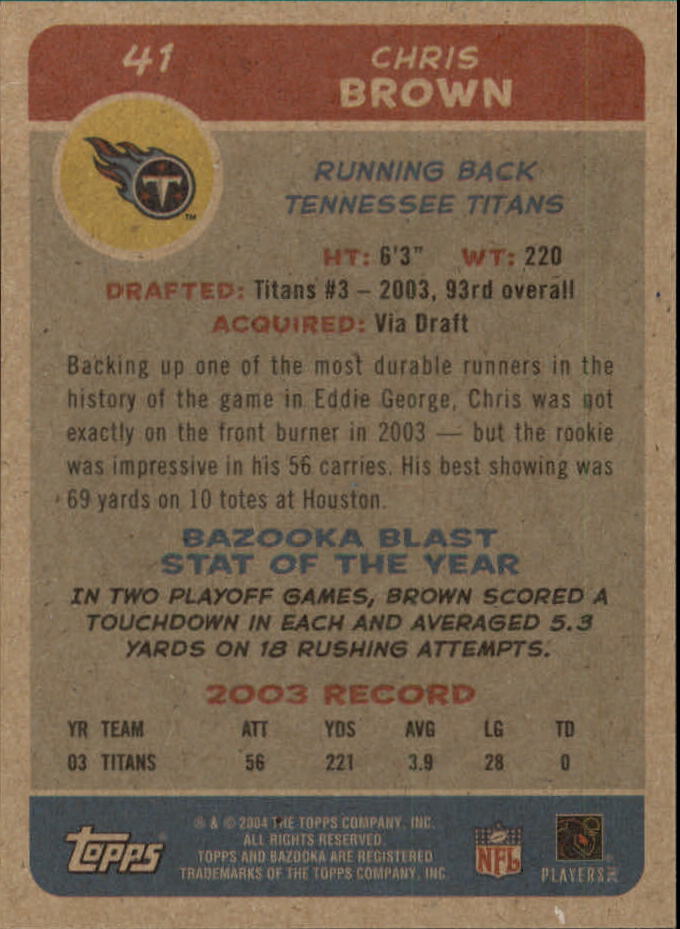 41
CHRIS
BROWN
T
TM
RUNNING BACK
TENNESSEE TITANS
HT: 6'3" WT: 220
DRAFTED: Titans #3 – 2003, 93rd overall
ACQUIRED: Via Draft
Backing up one of the most durable runners in the
history of the game in Eddie George, Chris was not
exactly on the front burner in 2003 — but the rookie
was impressive in his 56 carries. His best showing was
69 yards on 10 totes at Houston.
BAZOOKA BLAST
STAT OF THE YEAR
IN TWO PLAYOFF GAMES, BROWN SCORED A
TOUCHDOWN IN EACH AND AVERAGED 5.3
YARDS ON 18 RUSHING ATTEMPTS.
2003 RECORD
YR TEAM ATT YDS AVG LG TD
03 TITANS 56 221 3.9 28 0
topps®
® & © 2004 THE TOPPS COMPANY, INC.
ALL RIGHTS RESERVED.
TOPPS AND BAZOOKA ARE REGISTERED
TRADEMARKS OF THE TOPPS COMPANY, INC.
NFL
PLAYERS